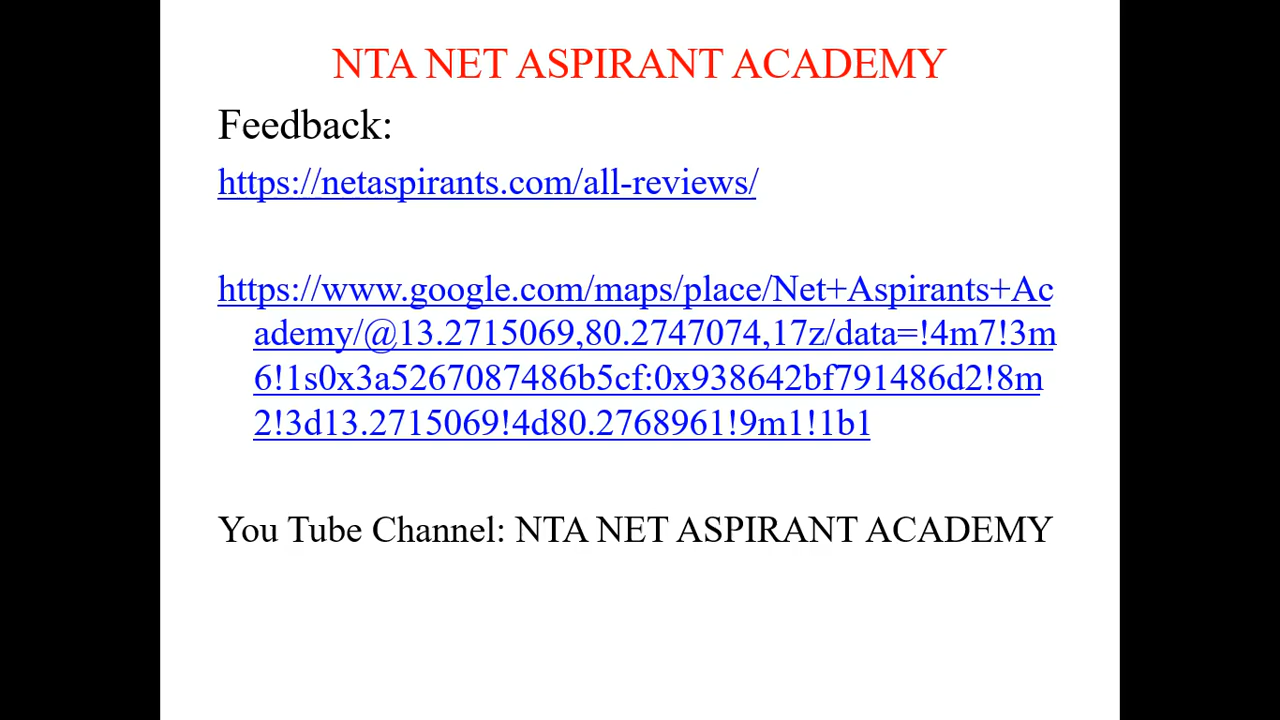 NTA NET ASPIRANT ACADEMY
Feedback:
https://netaspirants.com/all-reviews/
https://www.google.com/maps/place/Net+Aspirants+Ac
ademy/@13.2715069,80.2747074,17z/data=!4m7!3m
6!1s0x3a5267087486b5cf:0x938642bf791486d2!8m
2!3d13.2715069!4d80.2768961!9m1!1b1
You Tube Channel: NTA NET ASPIRANT ACADEMY